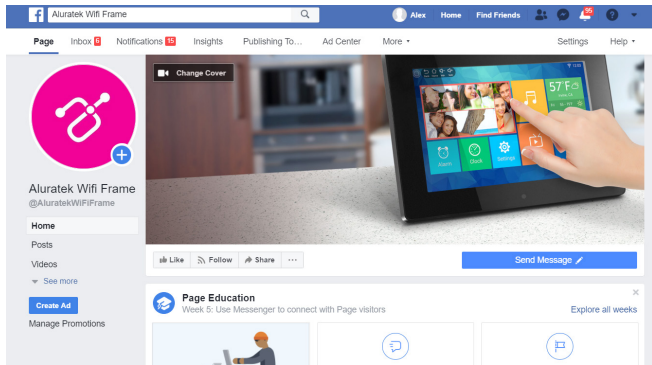 Aluratek Wifi Frame
Alex Home Find Friends 95
Page Inbox 6 Notifications 15 Insights Publishing To... Ad Center More Settings Help
Change Cover
57°F
Alarm Clock Settings
Aluratek Wifi Frame
@AluratekWiFiFrame
Home
Posts
Videos
See more
Create Ad
Manage Promotions
Like Follow Share ...
Send Message
Page Education
Week 5: Use Messenger to connect with Page visitors
Explore all weeks